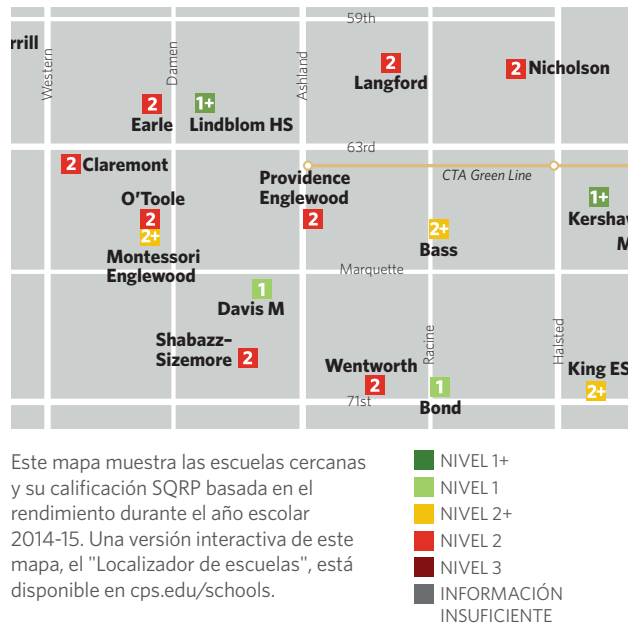 59th
rrill
Western
Damen
Ashland
2
Langford
2 Nicholson
2
Earle
1+
Lindblom HS
63rd
2 Claremont
CTA Green Line
Providence
Englewood
2
O'Toole
2
2+
Montessori
Englewood
1+
Kershaw
M
2+
Bass
Marquette
1
Davis M
Shabazz–
Sizemore 2
Racine
Halsted
Wentworth
2
1
Bond
King ES
2+
71st
Este mapa muestra las escuelas cercanas
y su calificación SQRP basada en el
rendimiento durante el año escolar
2014-15. Una versión interactiva de este
mapa, el "Localizador de escuelas", está
disponible en cps.edu/schools.
NIVEL 1+
NIVEL 1
NIVEL 2+
NIVEL 2
NIVEL 3
INFORMACIÓN
INSUFICIENTE